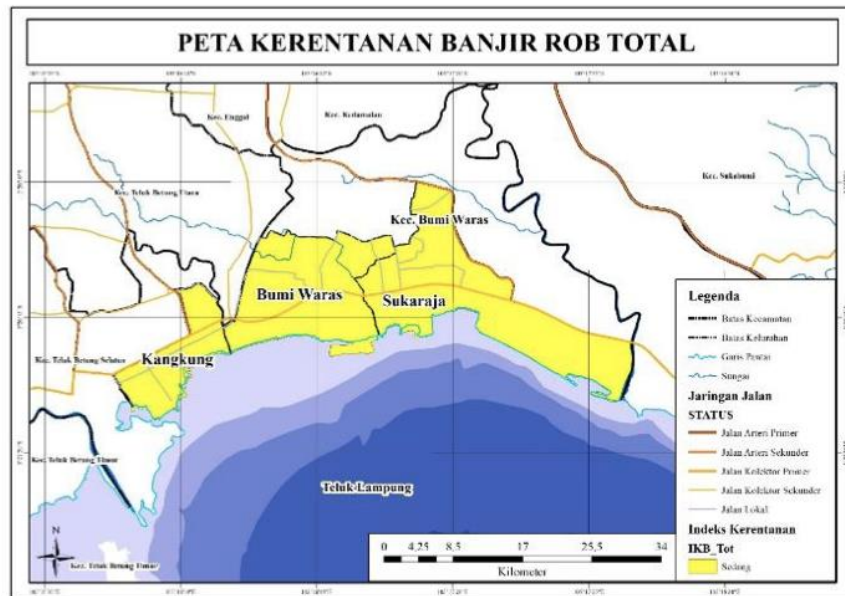 PETA KERENTANAN BANJIR ROB TOTAL
Kec. Enggal
Kec. Kedamaian
Kec. Sukabumi
Kec. Teluk Betung Utara
Kec. Bumi Waras
Bumi Waras
Sukaraja
Kangkung
Kec. Teluk Betung Selatan
Kec. Teluk Betung Timur
Teluk Lampung
Kec. Teluk Betung Timur
N
0 4,25 8,5 17 25,5 34
Kilometer
Legenda
Batas Kecamatan
Batas Kelurahan
Garis Pantai
Sungai
Jaringan Jalan
STATUS
Jalan Arteri Primer
Jalan Arteri Sekunder
Jalan Kolektor Primer
Jalan Kolektor Sekunder
Jalan Lokal
Indeks Kerentanan
IKB_Tot
Sedang